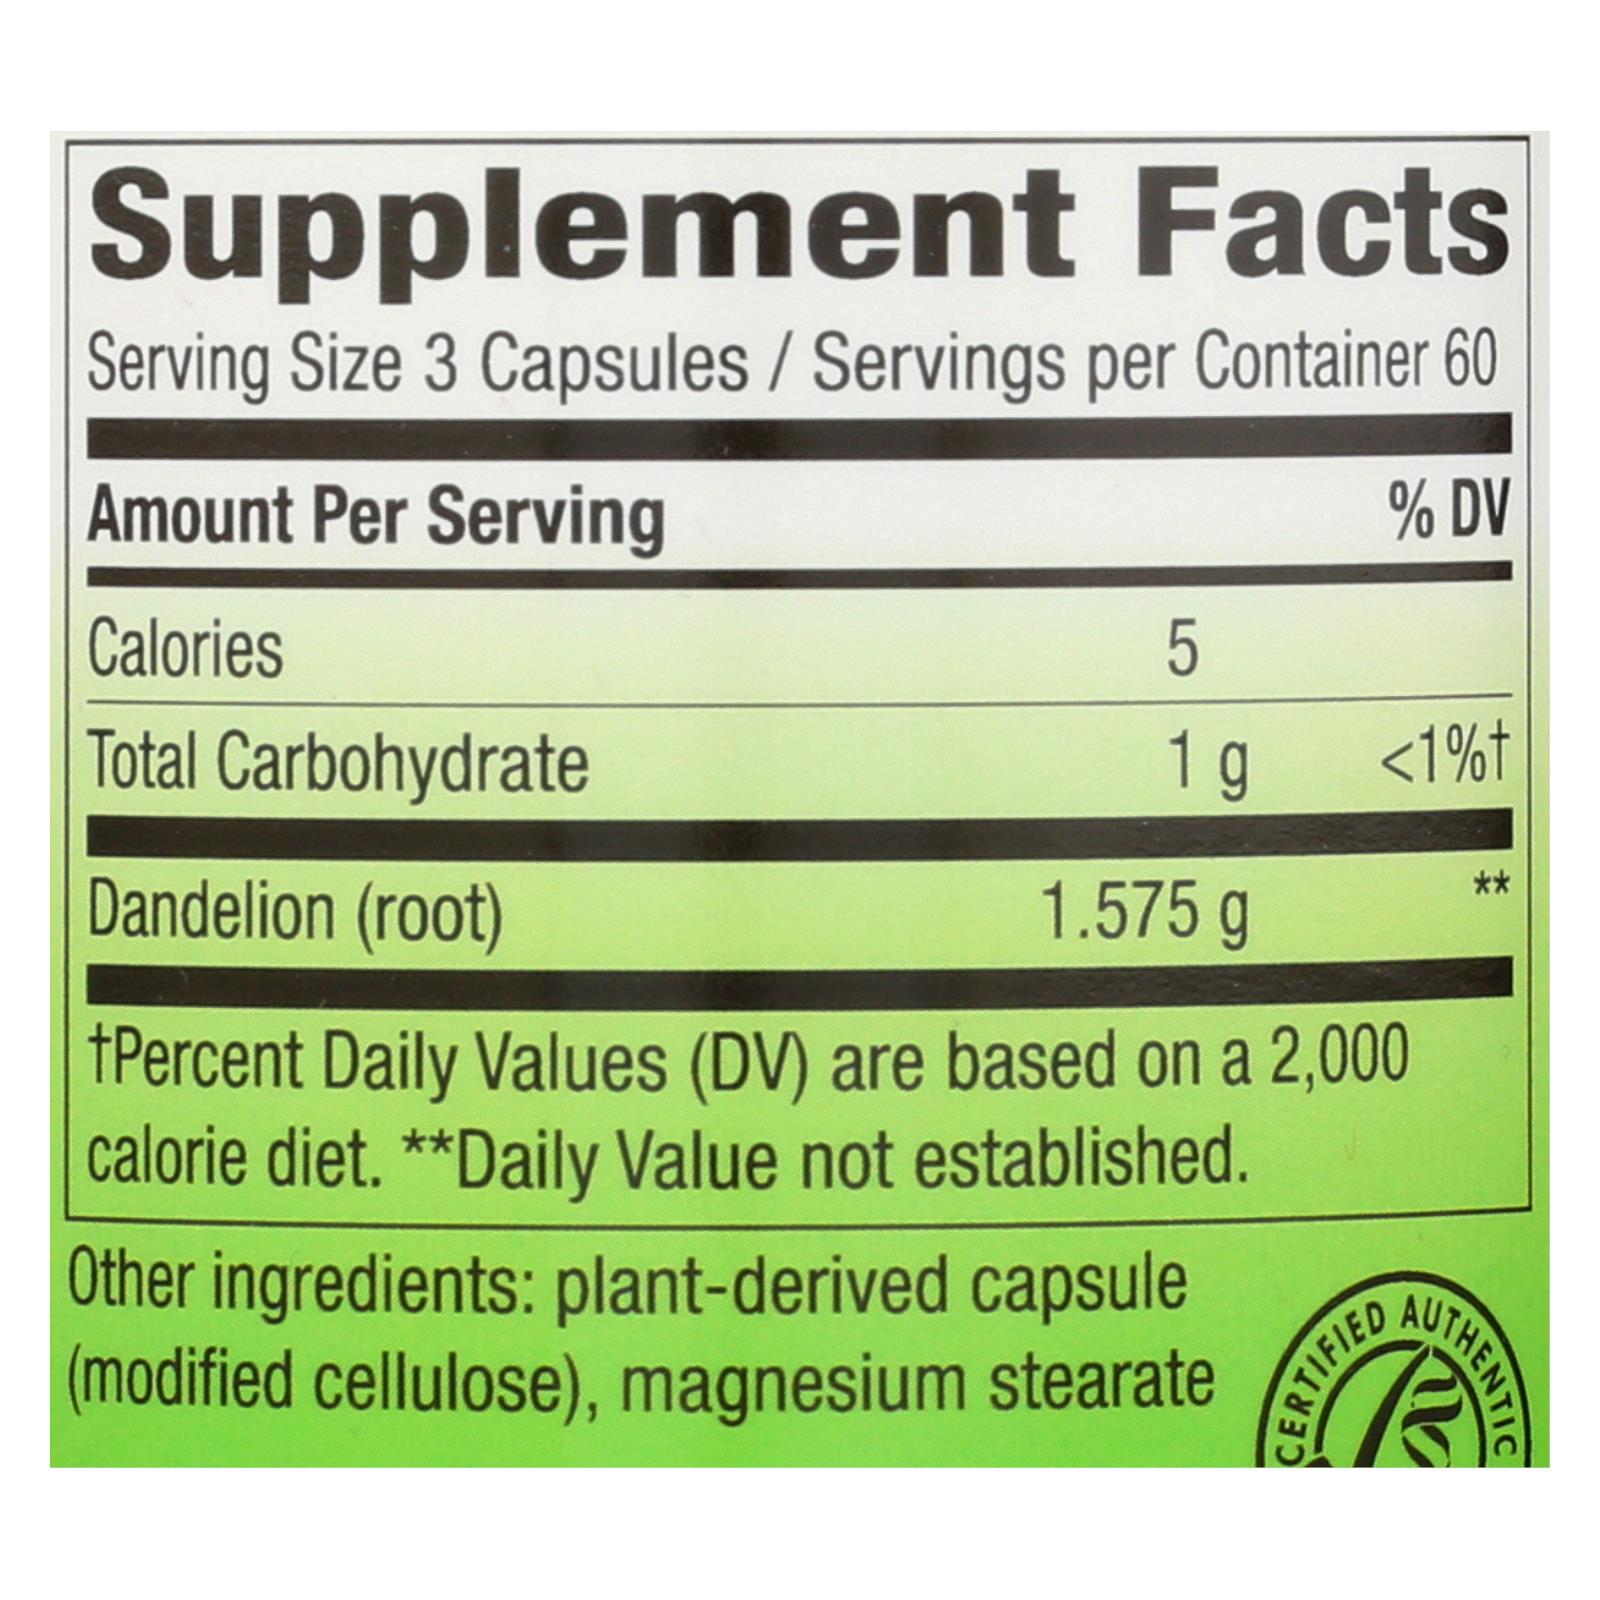 Supplement Facts
Serving Size 3 Capsules / Servings per Container 60
Amount Per Serving % DV
Calories 5
Total Carbohydrate 1 g <1%†
Dandelion (root) 1.575 g **
†Percent Daily Values (DV) are based on a 2,000
calorie diet. **Daily Value not established.
Other ingredients: plant-derived capsule
(modified cellulose), magnesium stearate
CERTIFIED AUTHENTIC